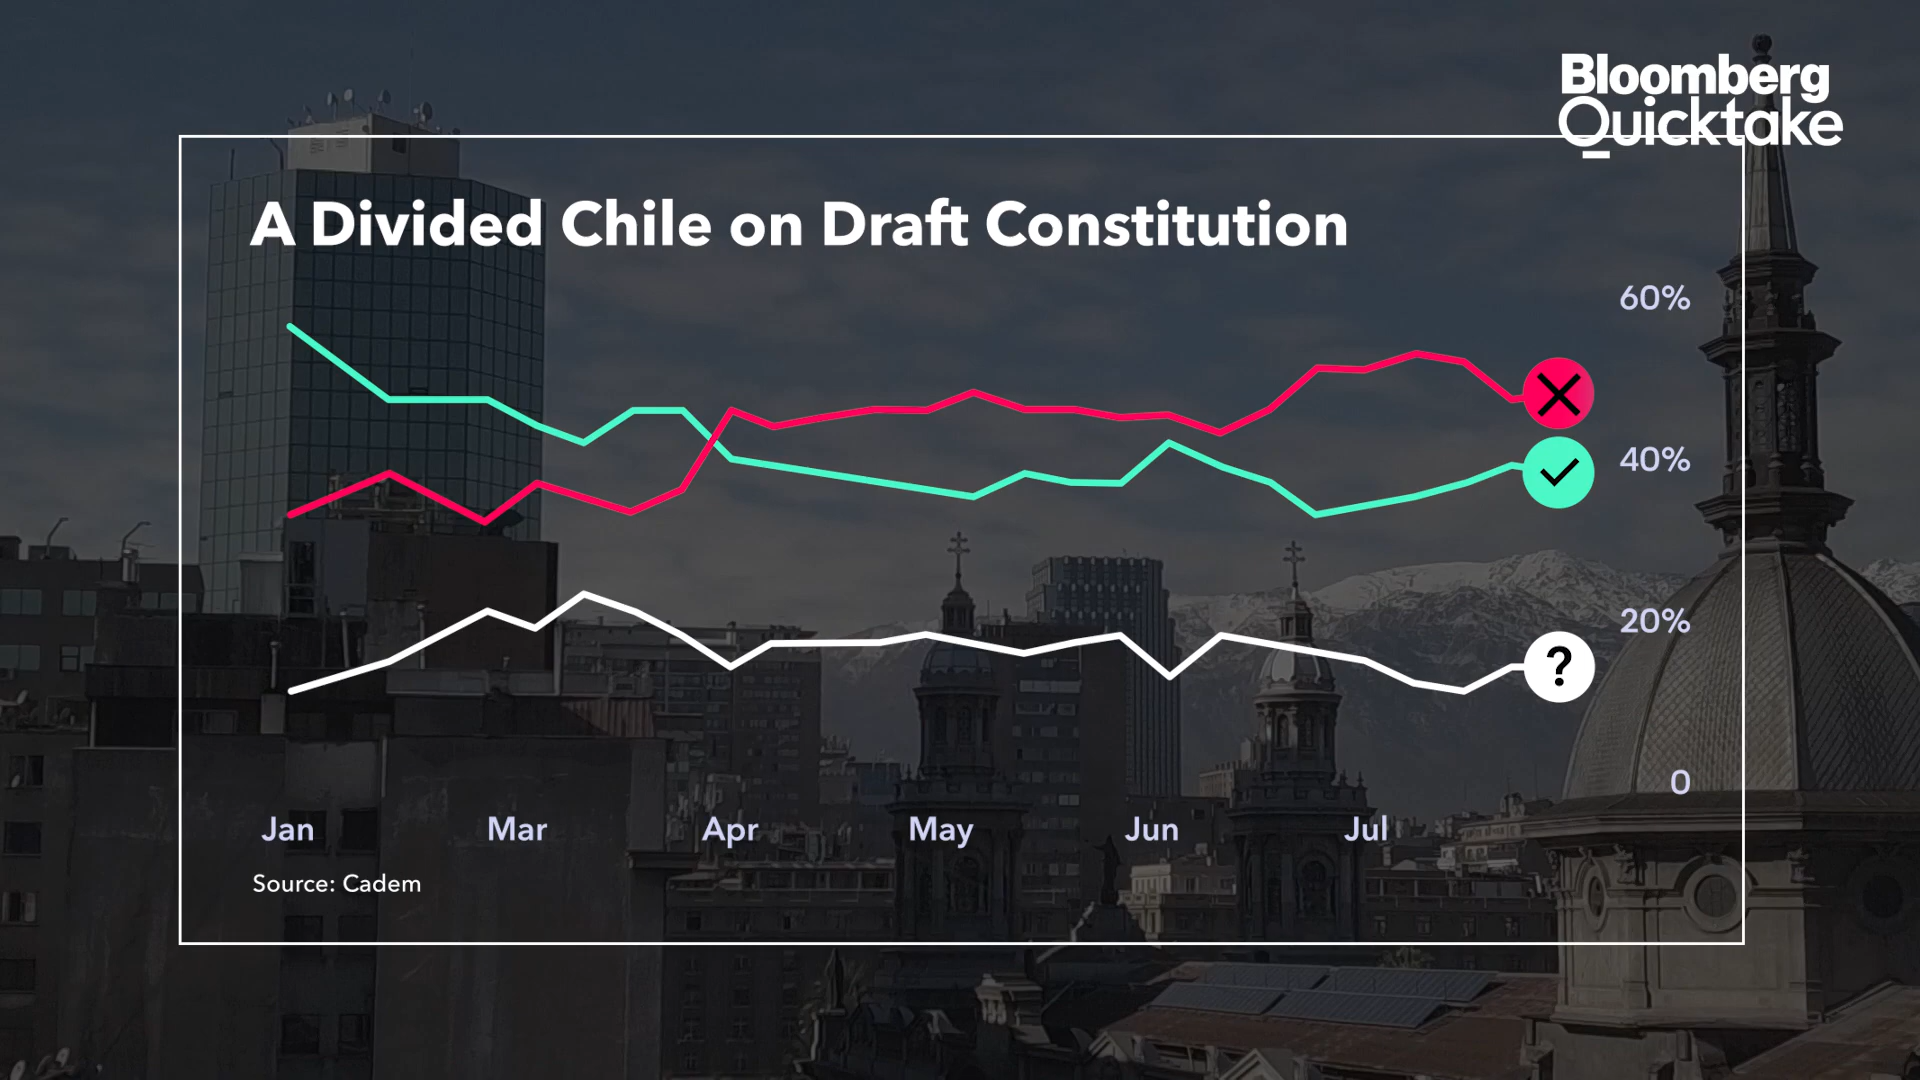 Bloomberg
Quicktake
A Divided Chile on Draft Constitution
60%
40%
20%
?
0
Jan Mar Apr May Jun Jul
Source: Cadem